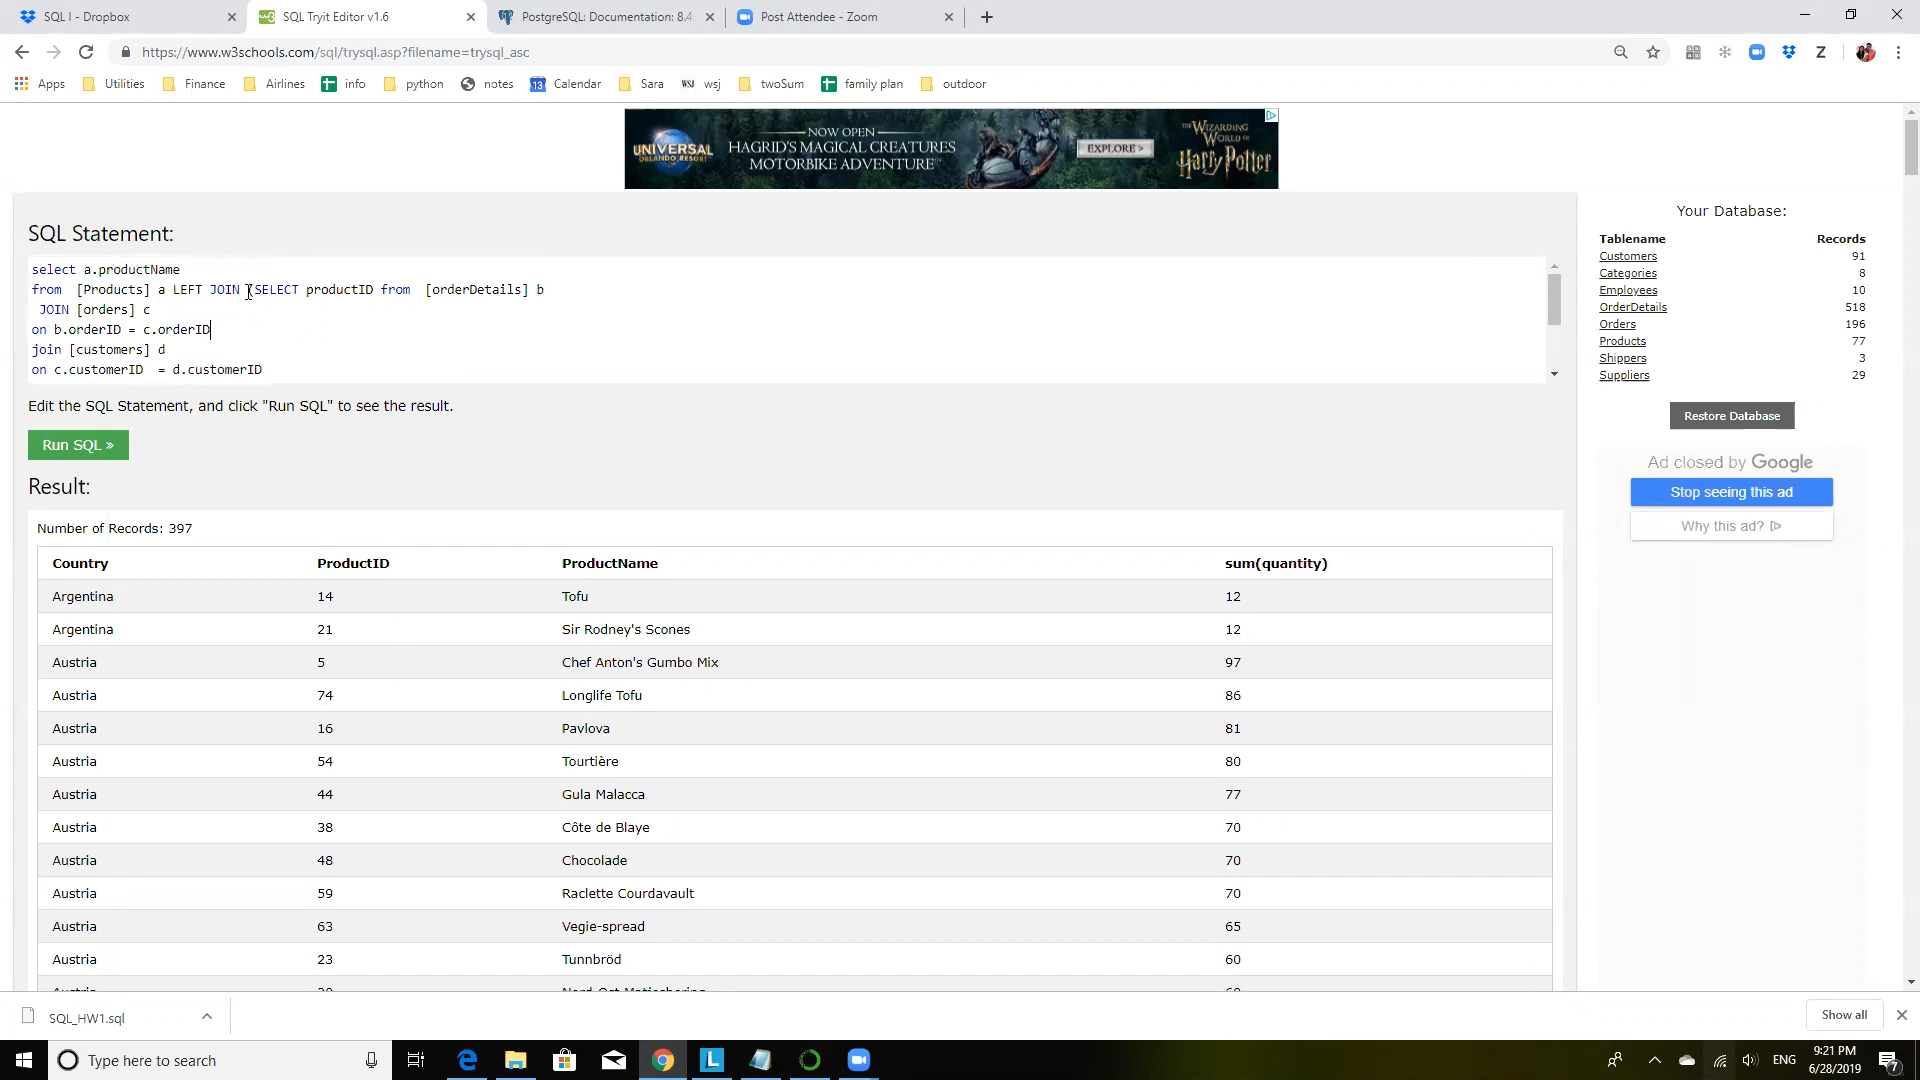 SQL I - Dropbox
SQL Tryit Editor v1.6
PostgreSQL: Documentation: 8.4
Post Attendee - Zoom
https://www.w3schools.com/sql/trysql.asp?filename=trysql_asc
Apps
Utilities
Finance
Airlines
info
python
notes
Calendar
Sara
wsj
twoSum
family plan
outdoor
UNIVERSAL
ORLANDO RESORT
NOW OPEN
HAGRID'S MAGICAL CREATURES
MOTORBIKE ADVENTURE™
EXPLORE >
THE WIZARDING
WORLD OF
Harry Potter
SQL Statement:
select a.productName
from [Products] a LEFT JOIN (SELECT productID from [orderDetails] b
JOIN [orders] c
on b.orderID = c.orderID
join [customers] d
on c.customerID = d.customerID
Edit the SQL Statement, and click "Run SQL" to see the result.
Run SQL »
Result:
Number of Records: 397
Country ProductID ProductName sum(quantity)
Argentina 14 Tofu 12
Argentina 21 Sir Rodney's Scones 12
Austria 5 Chef Anton's Gumbo Mix 97
Austria 74 Longlife Tofu 86
Austria 16 Pavlova 81
Austria 54 Tourtière 80
Austria 44 Gula Malacca 77
Austria 38 Côte de Blaye 70
Austria 48 Chocolade 70
Austria 59 Raclette Courdavault 70
Austria 63 Vegie-spread 65
Austria 23 Tunnbröd 60
Your Database:
Tablename Records
Customers 91
Categories 8
Employees 10
OrderDetails 518
Orders 196
Products 77
Shippers 3
Suppliers 29
Restore Database
Ad closed by Google
Stop seeing this ad
Why this ad?
SQL_HW1.sql
Show all
Type here to search
ENG
9:21 PM
6/28/2019